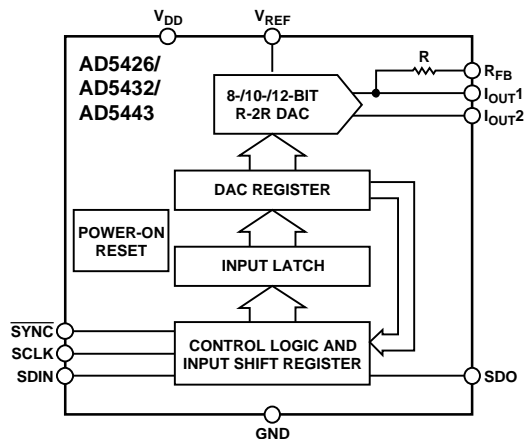 VDD
VREF
AD5426/
AD5432/
AD5443
R
RFB
8-/10-/12-BIT
R-2R DAC
IOUT1
IOUT2
DAC REGISTER
POWER-ON
RESET
INPUT LATCH
SYNC
SCLK
SDIN
CONTROL LOGIC AND
INPUT SHIFT REGISTER
SDO
GND